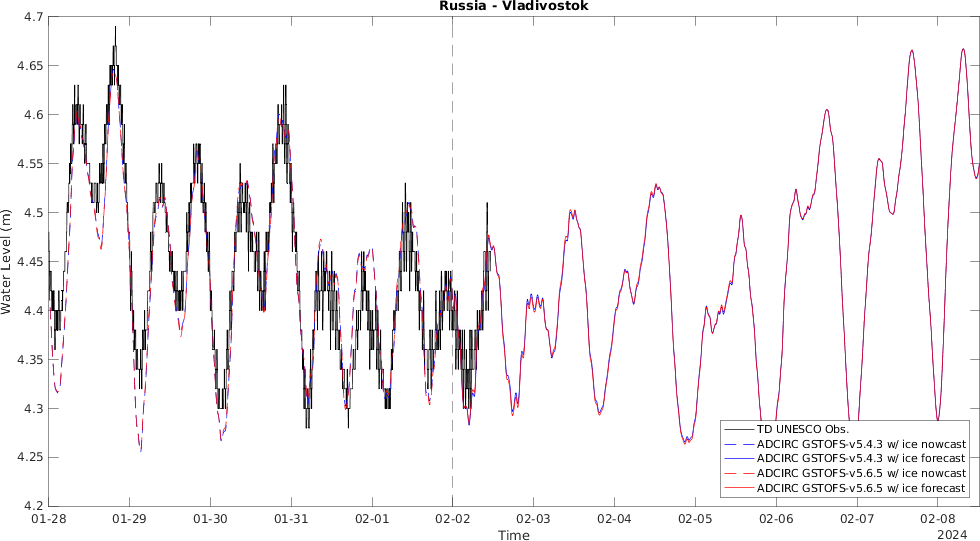 Russia - Vladivostok
4.7
4.65
4.6
4.55
4.5
4.45
4.4
4.35
4.3
4.25
4.2
Water Level (m)
TD UNESCO Obs.
ADCIRC GSTOFS-v5.4.3 w/ ice nowcast
ADCIRC GSTOFS-v5.4.3 w/ ice forecast
ADCIRC GSTOFS-v5.6.5 w/ ice nowcast
ADCIRC GSTOFS-v5.6.5 w/ ice forecast
01-28 01-29 01-30 01-31 02-01 02-02 02-03 02-04 02-05 02-06 02-07 02-08
Time
2024